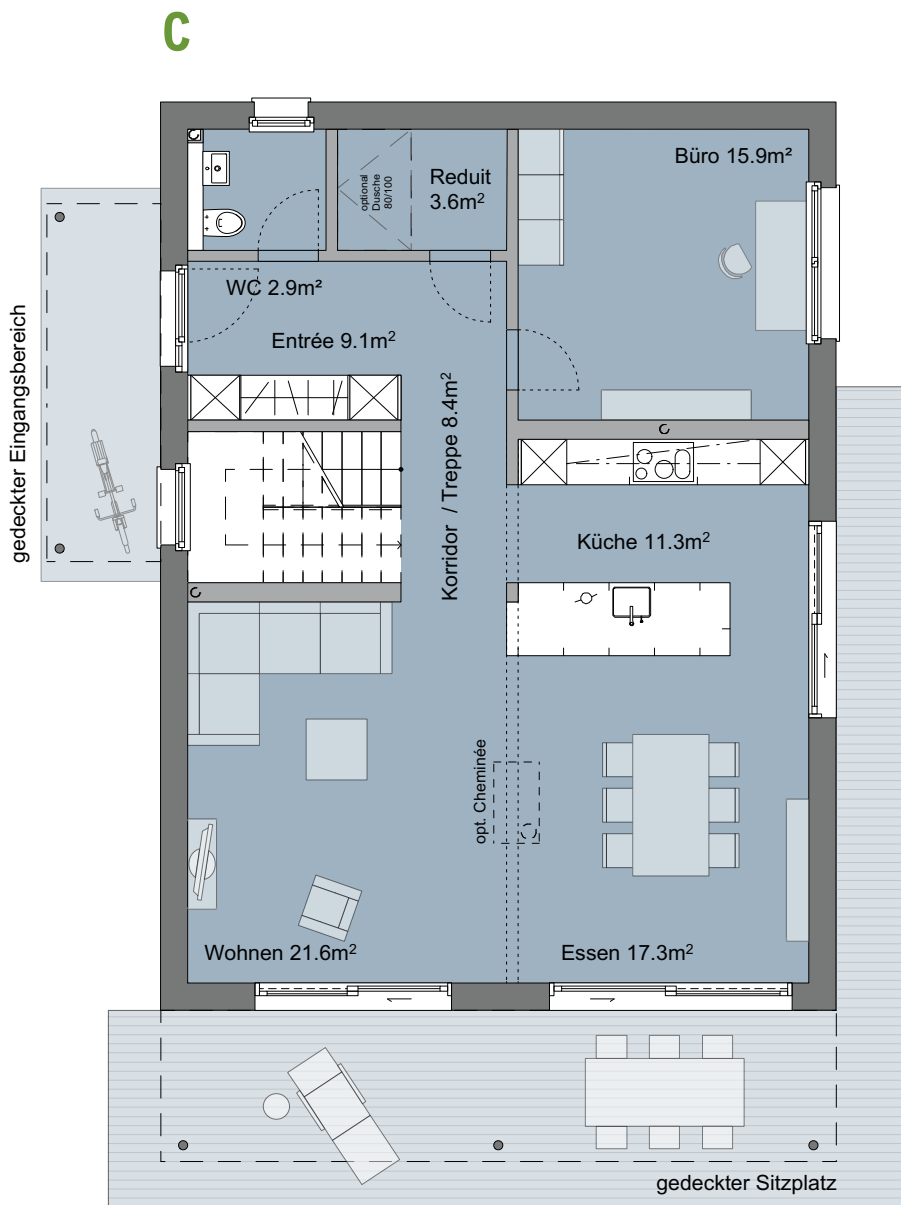 C
Büro 15.9m²
Reduit
3.6m²
optional
Dusche
80/100
WC 2.9m²
Entrée 9.1m²
gedeckter Eingangsbereich
Korridor / Treppe 8.4m²
Küche 11.3m²
opt. Cheminée
Wohnen 21.6m²
Essen 17.3m²
gedeckter Sitzplatz